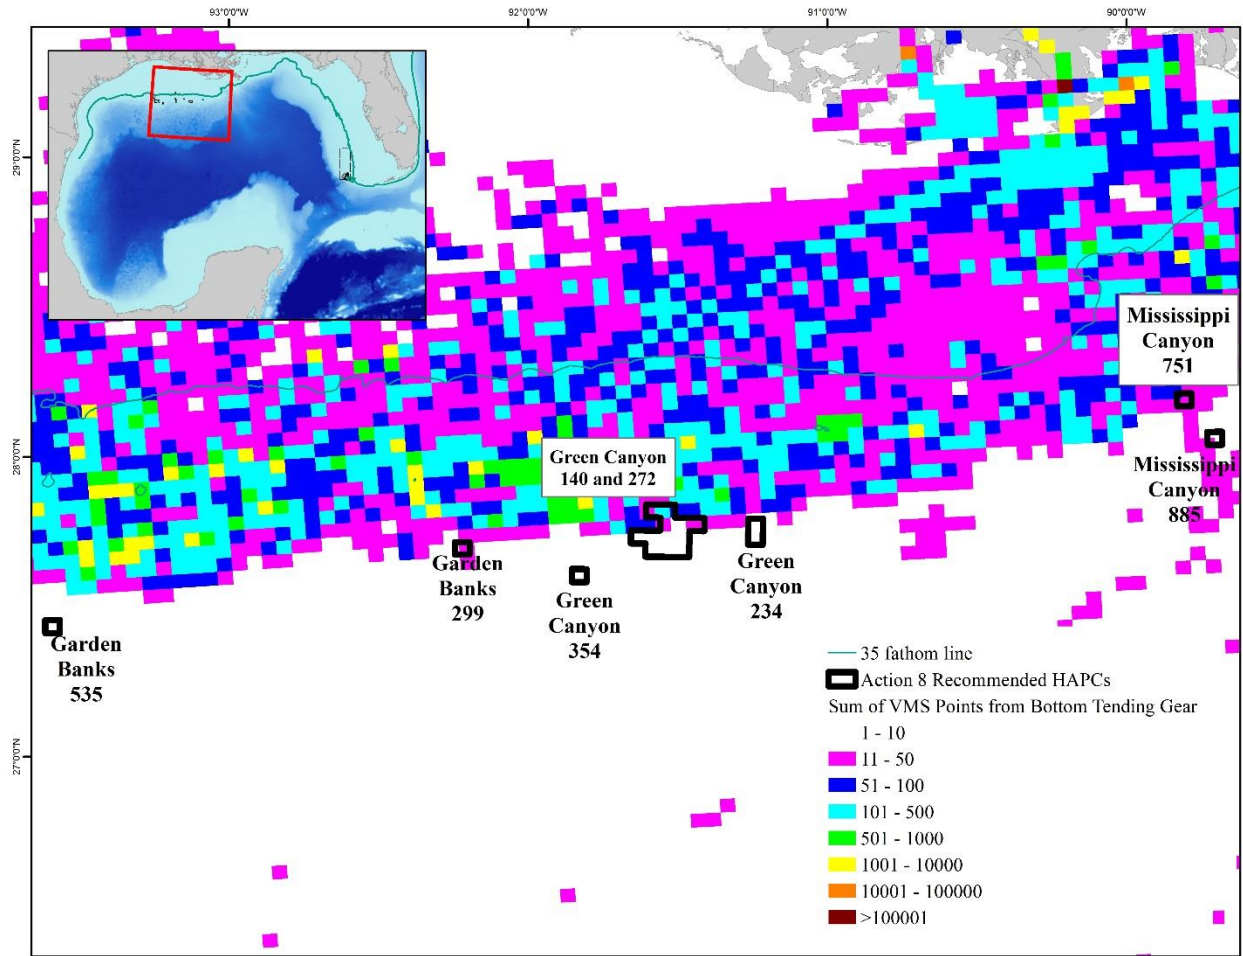 93°0'0"W
92°0'0"W
91°0'0"W
90°0'0"W
29°0'0"N
28°0'0"N
27°0'0"N
Mississippi
Canyon
751
Green Canyon
140 and 272
Mississippi
Canyon
885
Garden
Banks
299
Green
Canyon
234
Green
Canyon
354
Garden
Banks
535
35 fathom line
Action 8 Recommended HAPCs
Sum of VMS Points from Bottom Tending Gear
1 - 10
11 - 50
51 - 100
101 - 500
501 - 1000
1001 - 10000
10001 - 100000
>100001